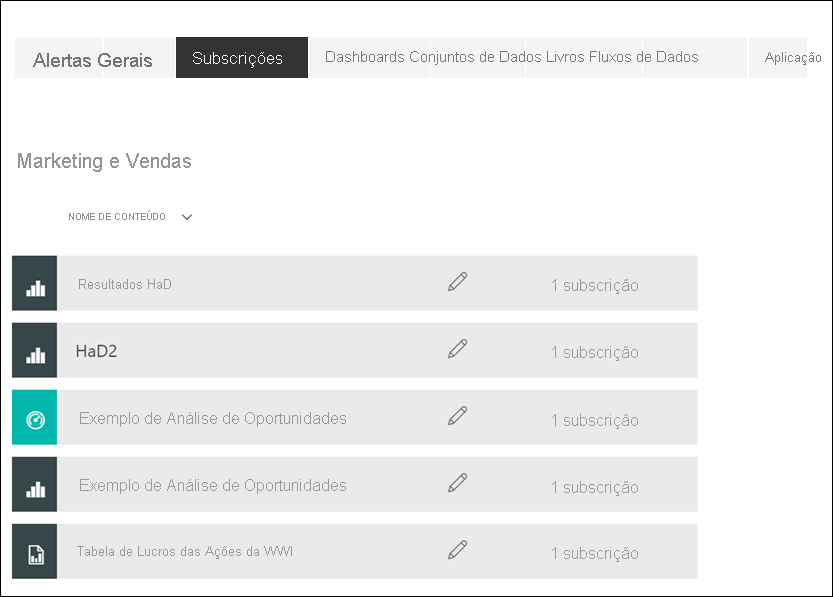 Alertas Gerais Subscrições Dashboards Conjuntos de Dados Livros Fluxos de Dados Aplicação
Marketing e Vendas
NOME DE CONTEÚDO
Resultados HaD 1 subscrição
HaD2 1 subscrição
Exemplo de Análise de Oportunidades 1 subscrição
Exemplo de Análise de Oportunidades 1 subscrição
Tabela de Lucros das Ações da WWI 1 subscrição